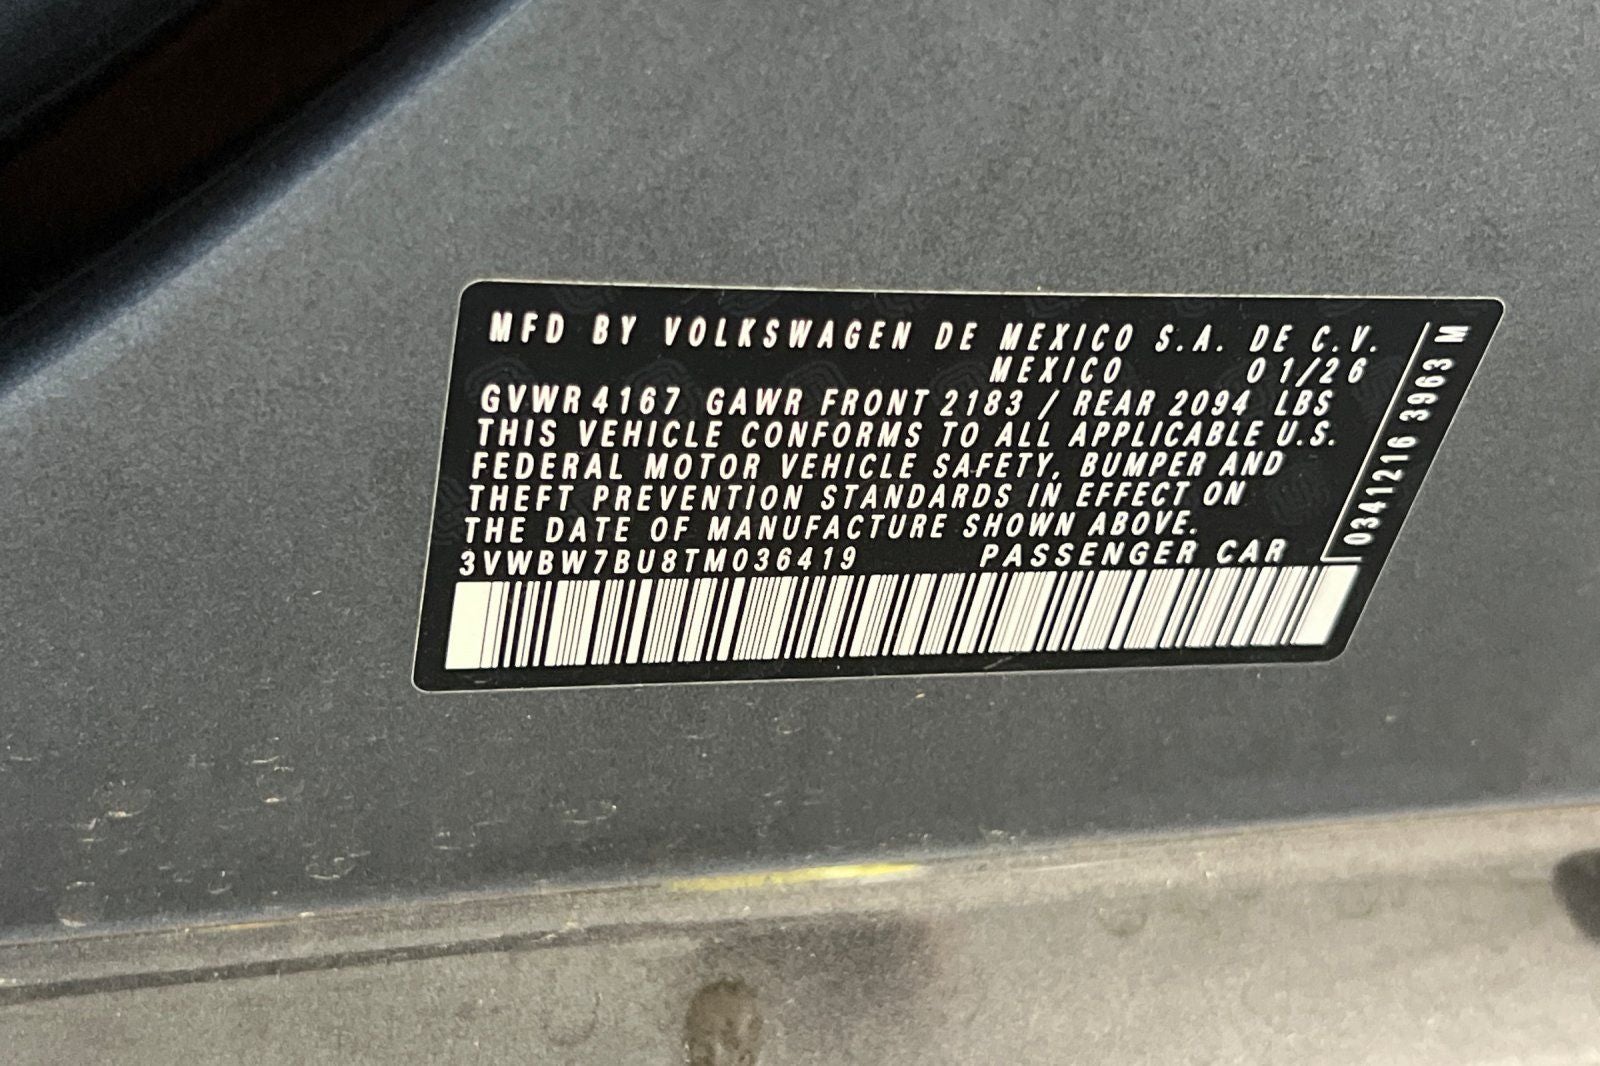 MFD BY VOLKSWAGEN DE MEXICO S.A. DE C.V.
MEXICO 01/26
GVWR 4167 GAWR FRONT 2183 / REAR 2094 LBS
THIS VEHICLE CONFORMS TO ALL APPLICABLE U.S.
FEDERAL MOTOR VEHICLE SAFETY, BUMPER AND
THEFT PREVENTION STANDARDS IN EFFECT ON
THE DATE OF MANUFACTURE SHOWN ABOVE.
3VWBW7BU8TM036419 PASSENGER CAR
0341216 3963 M